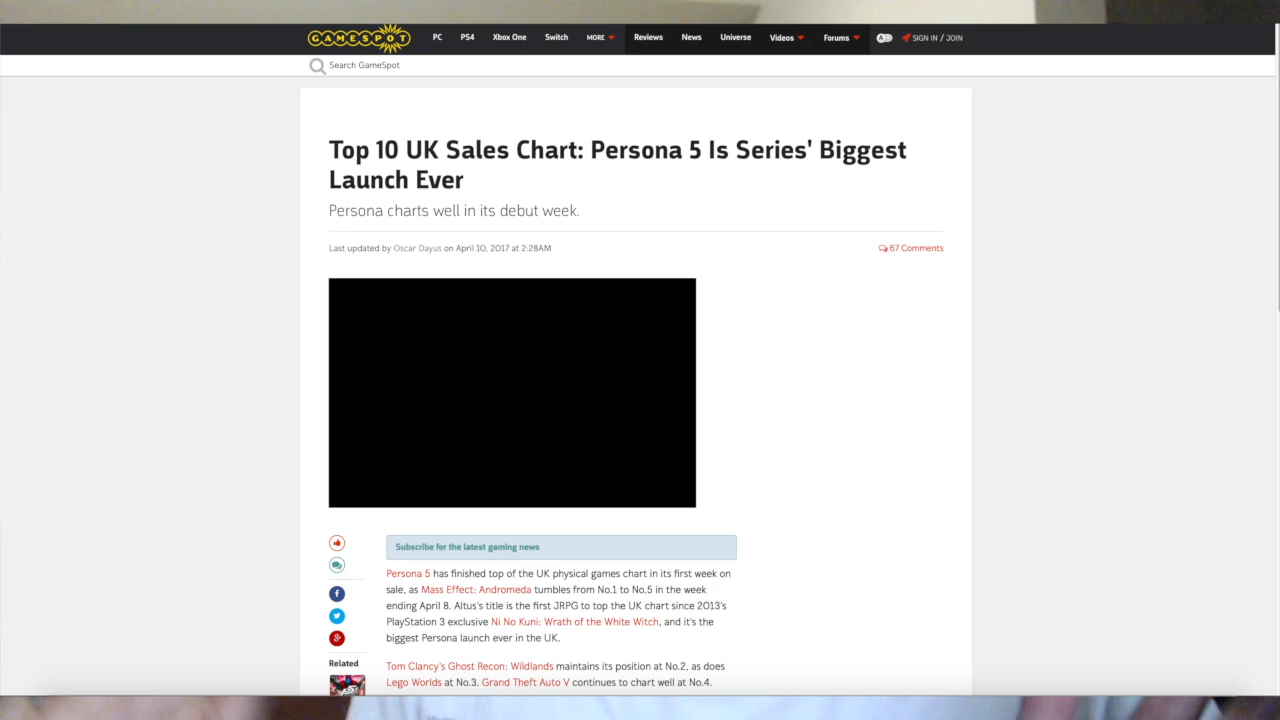 GAMESPOT
PC PS4 Xbox One Switch MORE Reviews News Universe Videos Forums SIGN IN / JOIN
Search GameSpot
Top 10 UK Sales Chart: Persona 5 Is Series' Biggest
Launch Ever
Persona charts well in its debut week.
Last updated by Oscar Dayus on April 10, 2017 at 2:28AM
67 Comments
Subscribe for the latest gaming news
Persona 5 has finished top of the UK physical games chart in its first week on
sale, as Mass Effect: Andromeda tumbles from No.1 to No.5 in the week
ending April 8. Altus's title is the first JRPG to top the UK chart since 2013's
PlayStation 3 exclusive Ni No Kuni: Wrath of the White Witch, and it's the
biggest Persona launch ever in the UK.
Related
Tom Clancy's Ghost Recon: Wildlands maintains its position at No.2, as does
Lego Worlds at No.3. Grand Theft Auto V continues to chart well at No.4.